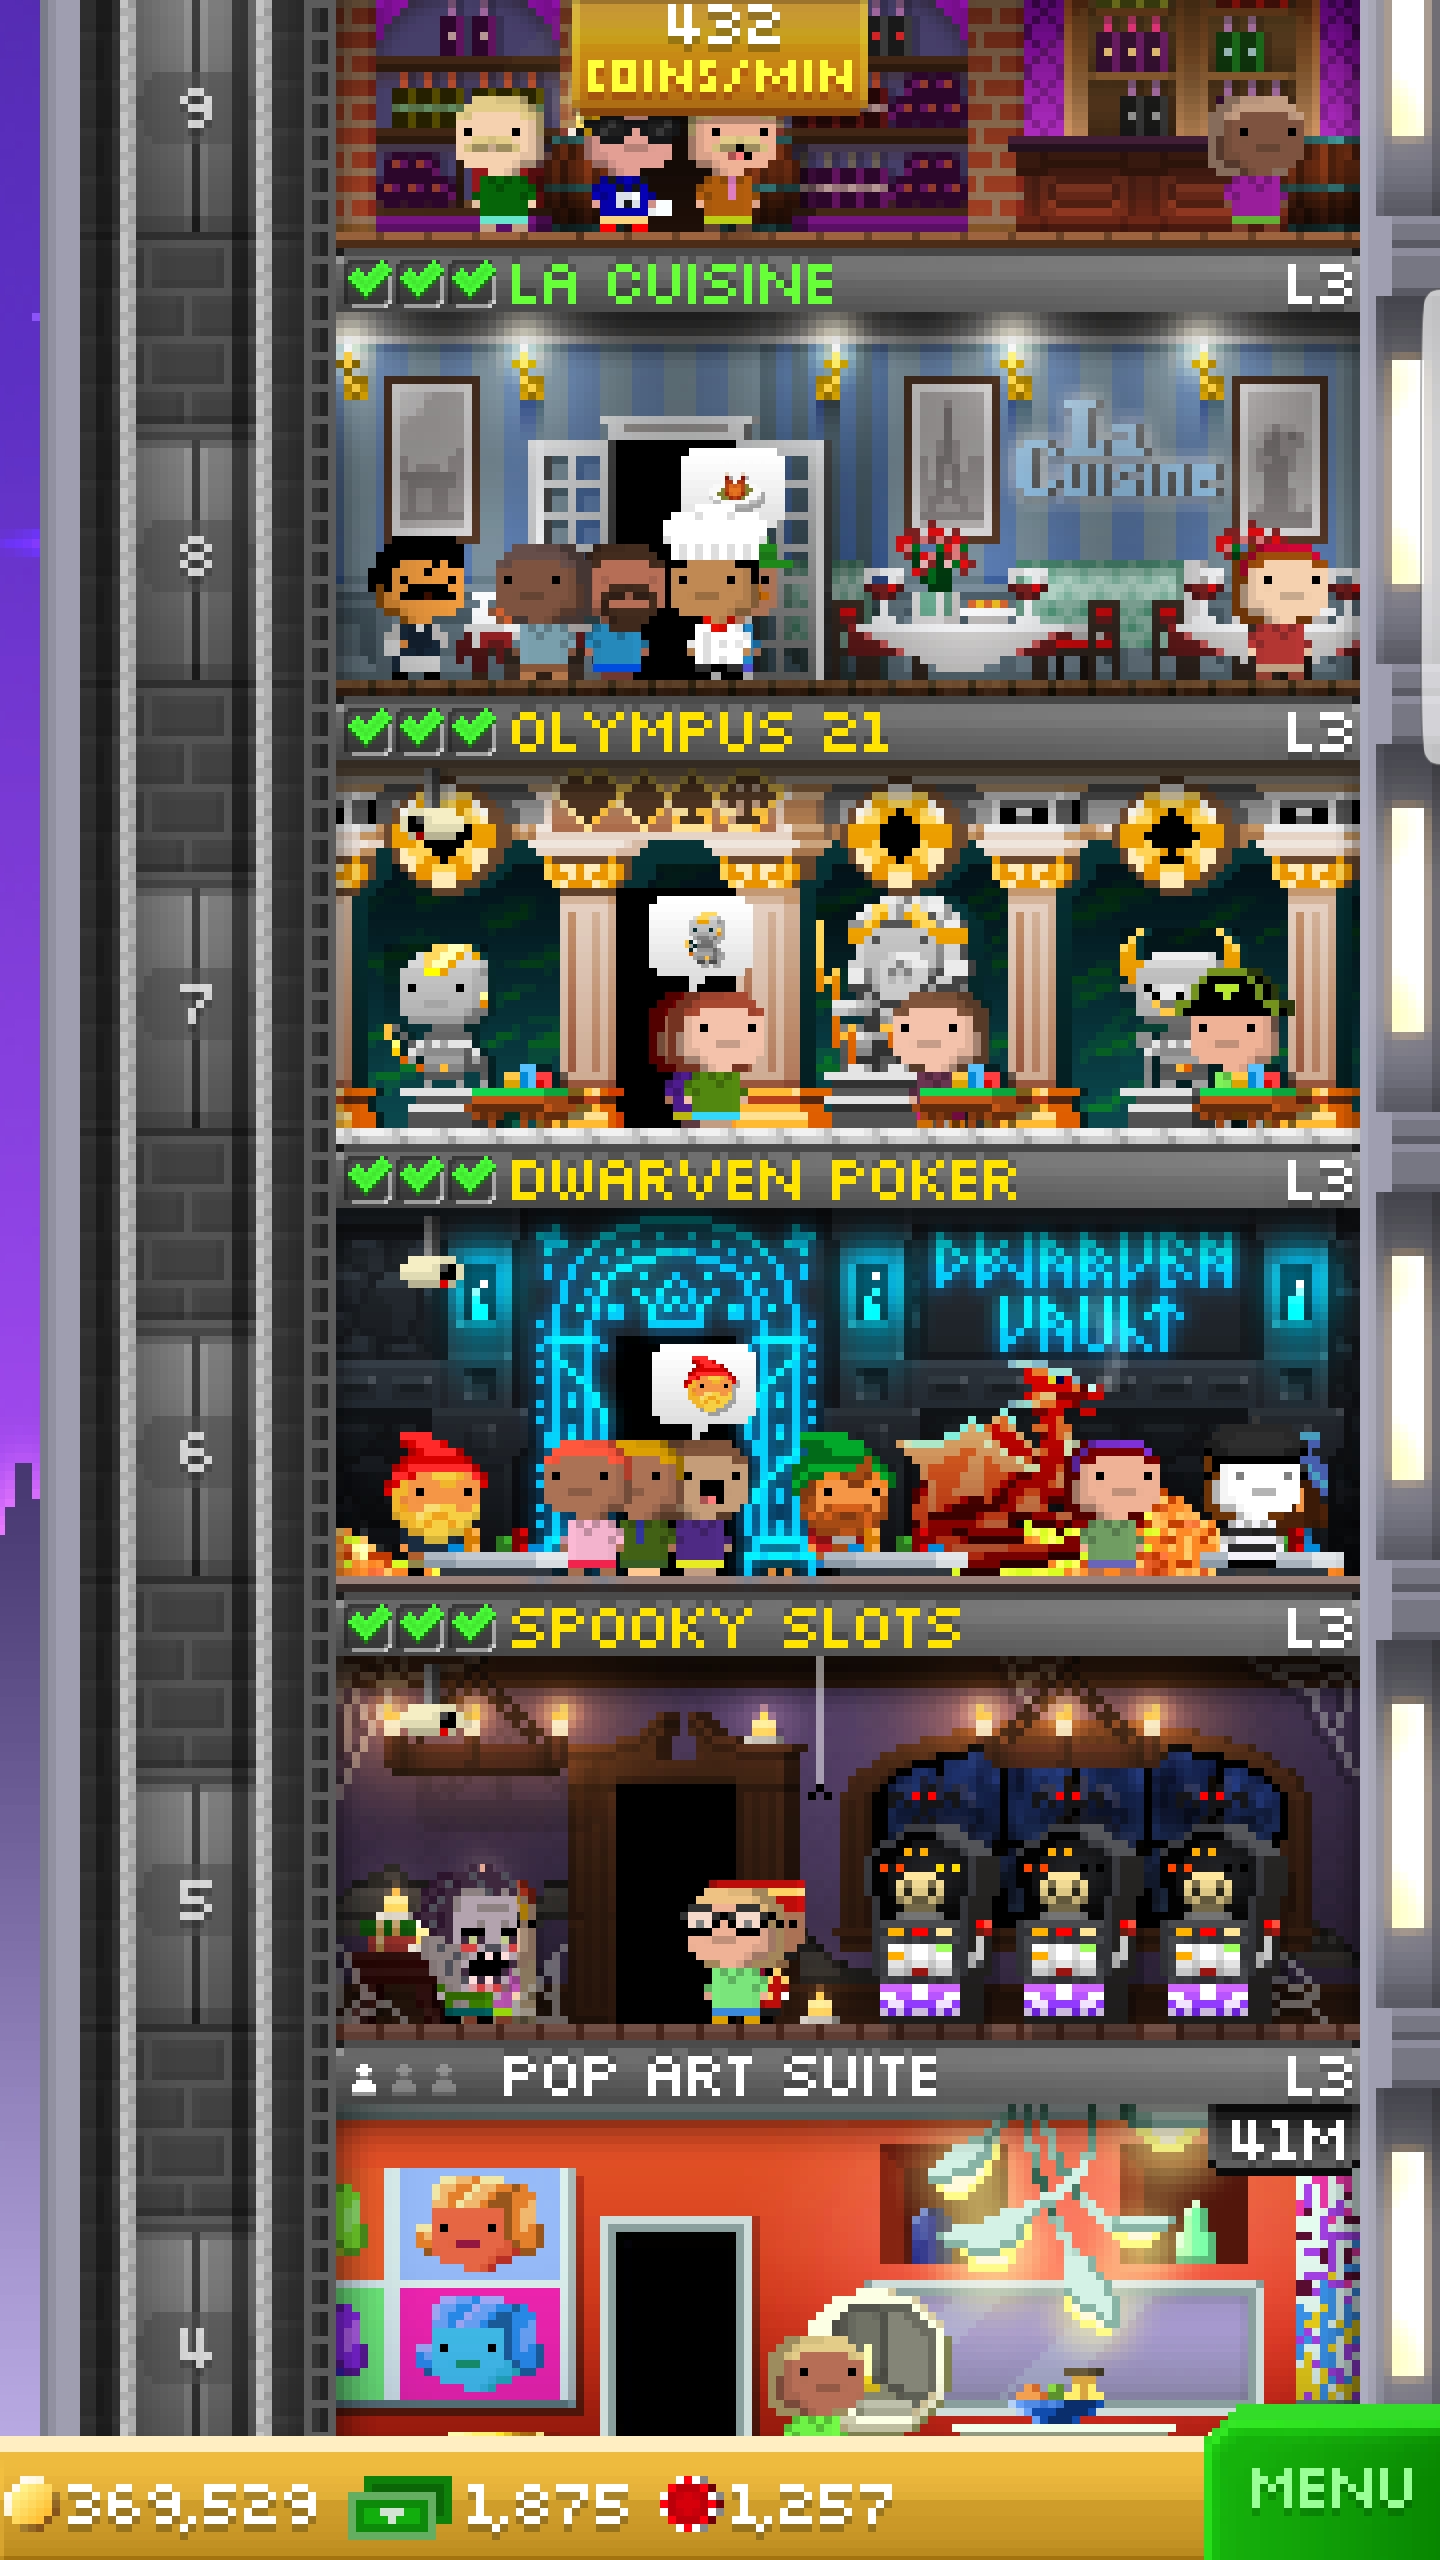 432
COINS/MIN
9
LA CUISINE L3
La
Cuisine
8
OLYMPUS 21 L3
7
DWARVEN POKER L3
DWARVEN
VAULT
6
SPOOKY SLOTS L3
5
POP ART SUITE L3
41M
4
369,529 1,875 1,257 MENU